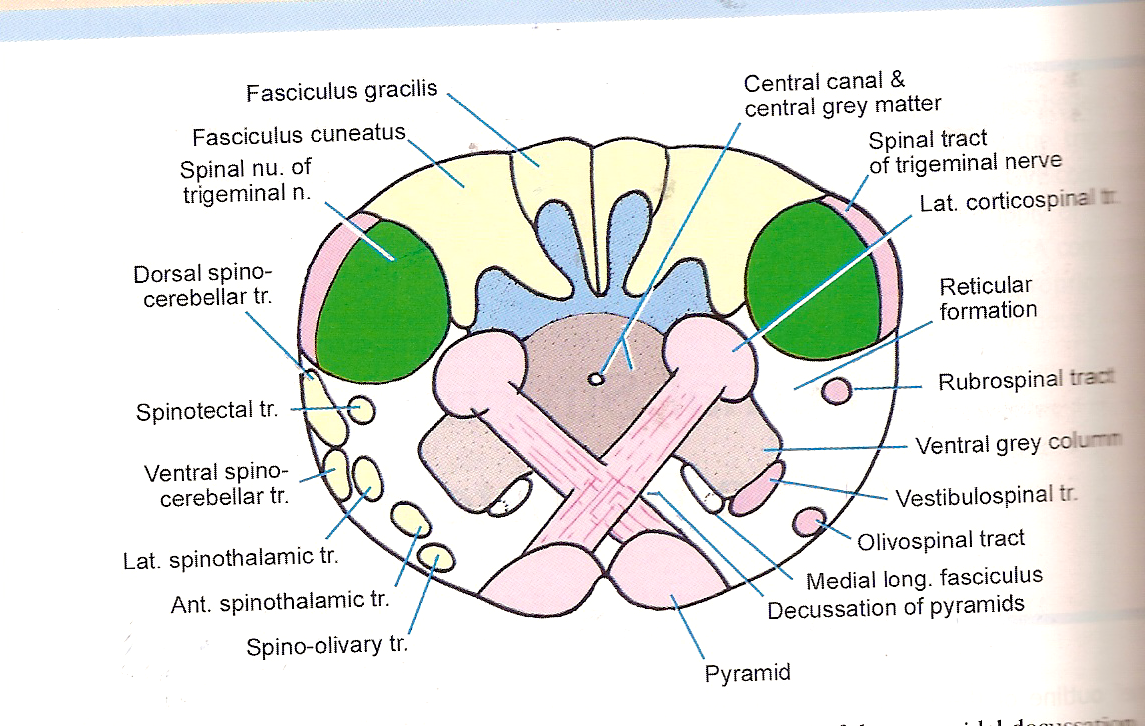 Fasciculus gracilis
Fasciculus cuneatus
Spinal nu. of
trigeminal n.
Dorsal spino-
cerebellar tr.
Spinotectal tr.
Ventral spino-
cerebellar tr.
Lat. spinothalamic tr.
Ant. spinothalamic tr.
Spino-olivary tr.
Central canal &
central grey matter
Spinal tract
of trigeminal nerve
Lat. corticospinal tr.
Reticular
formation
Rubrospinal tract
Ventral grey column
Vestibulospinal tr.
Olivospinal tract
Medial long. fasciculus
Decussation of pyramids
Pyramid